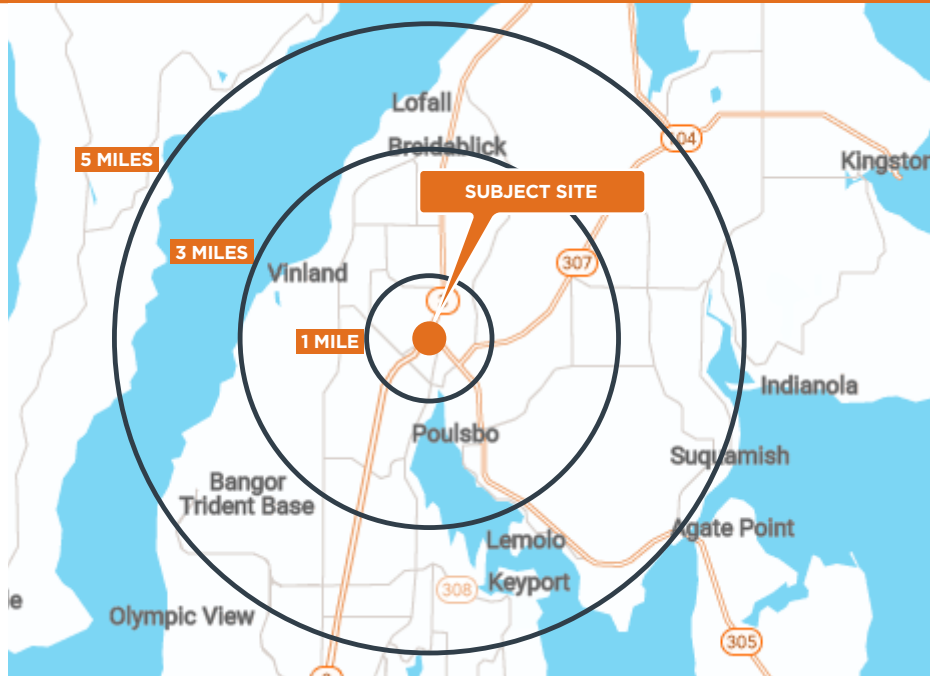 Lofall
Breidablick
104
5 MILES
Kingston
SUBJECT SITE
3 MILES
307
Vinland
1 MILE
Indianola
Poulsbo
Suquamish
Bangor
Trident Base
Agate Point
Lemolo
Keyport
308
Olympic View
305